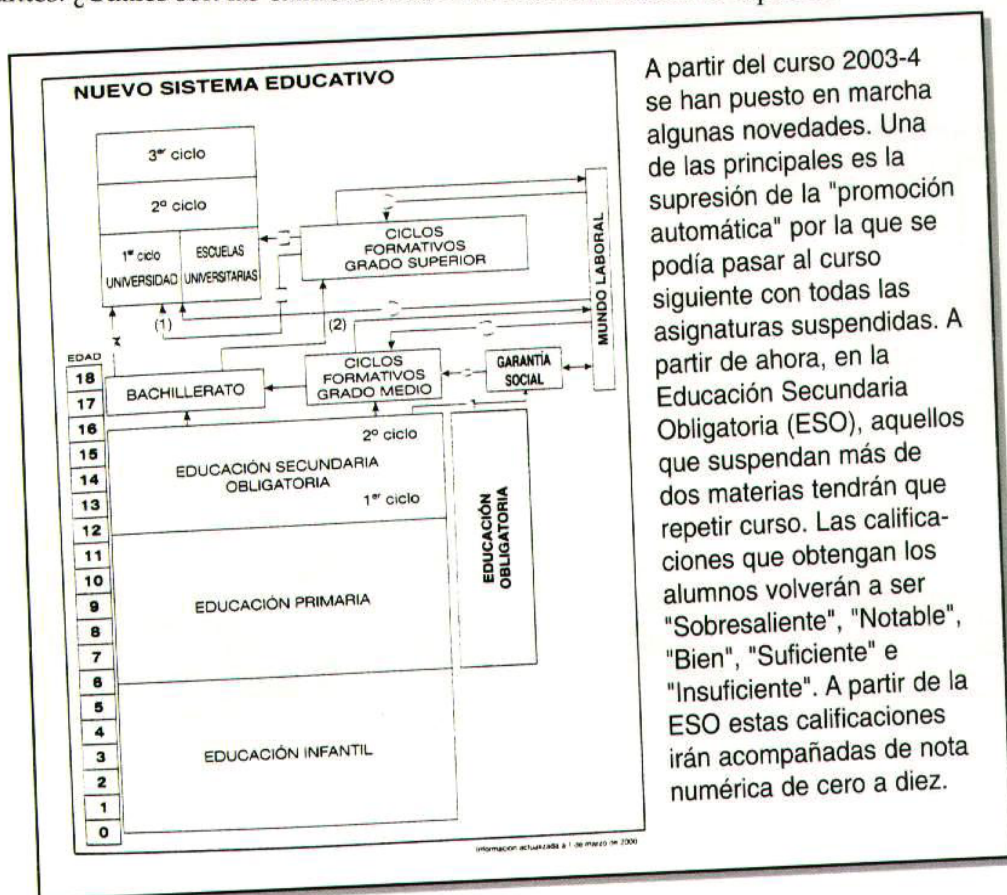 NUEVO SISTEMA EDUCATIVO
3er ciclo
2º ciclo
1er ciclo
UNIVERSIDAD
ESCUELAS
UNIVERSITARIAS
CICLOS
FORMATIVOS
GRADO SUPERIOR
MUNDO LABORAL
(1)
(2)
EDAD
18
17
16
15
14
13
12
11
10
9
8
7
6
5
4
3
2
1
0
BACHILLERATO
CICLOS
FORMATIVOS
GRADO MEDIO
GARANTÍA
SOCIAL
2º ciclo
EDUCACIÓN SECUNDARIA
OBLIGATORIA
1er ciclo
EDUCACIÓN
OBLIGATORIA
EDUCACIÓN PRIMARIA
EDUCACIÓN INFANTIL
Información actualizada a 1 de marzo de 2000
A partir del curso 2003-4
se han puesto en marcha
algunas novedades. Una
de las principales es la
supresión de la "promoción
automática" por la que se
podía pasar al curso
siguiente con todas las
asignaturas suspendidas. A
partir de ahora, en la
Educación Secundaria
Obligatoria (ESO), aquellos
que suspendan más de
dos materias tendrán que
repetir curso. Las califica-
ciones que obtengan los
alumnos volverán a ser
"Sobresaliente", "Notable",
"Bien", "Suficiente" e
"Insuficiente". A partir de la
ESO estas calificaciones
irán acompañadas de nota
numérica de cero a diez.